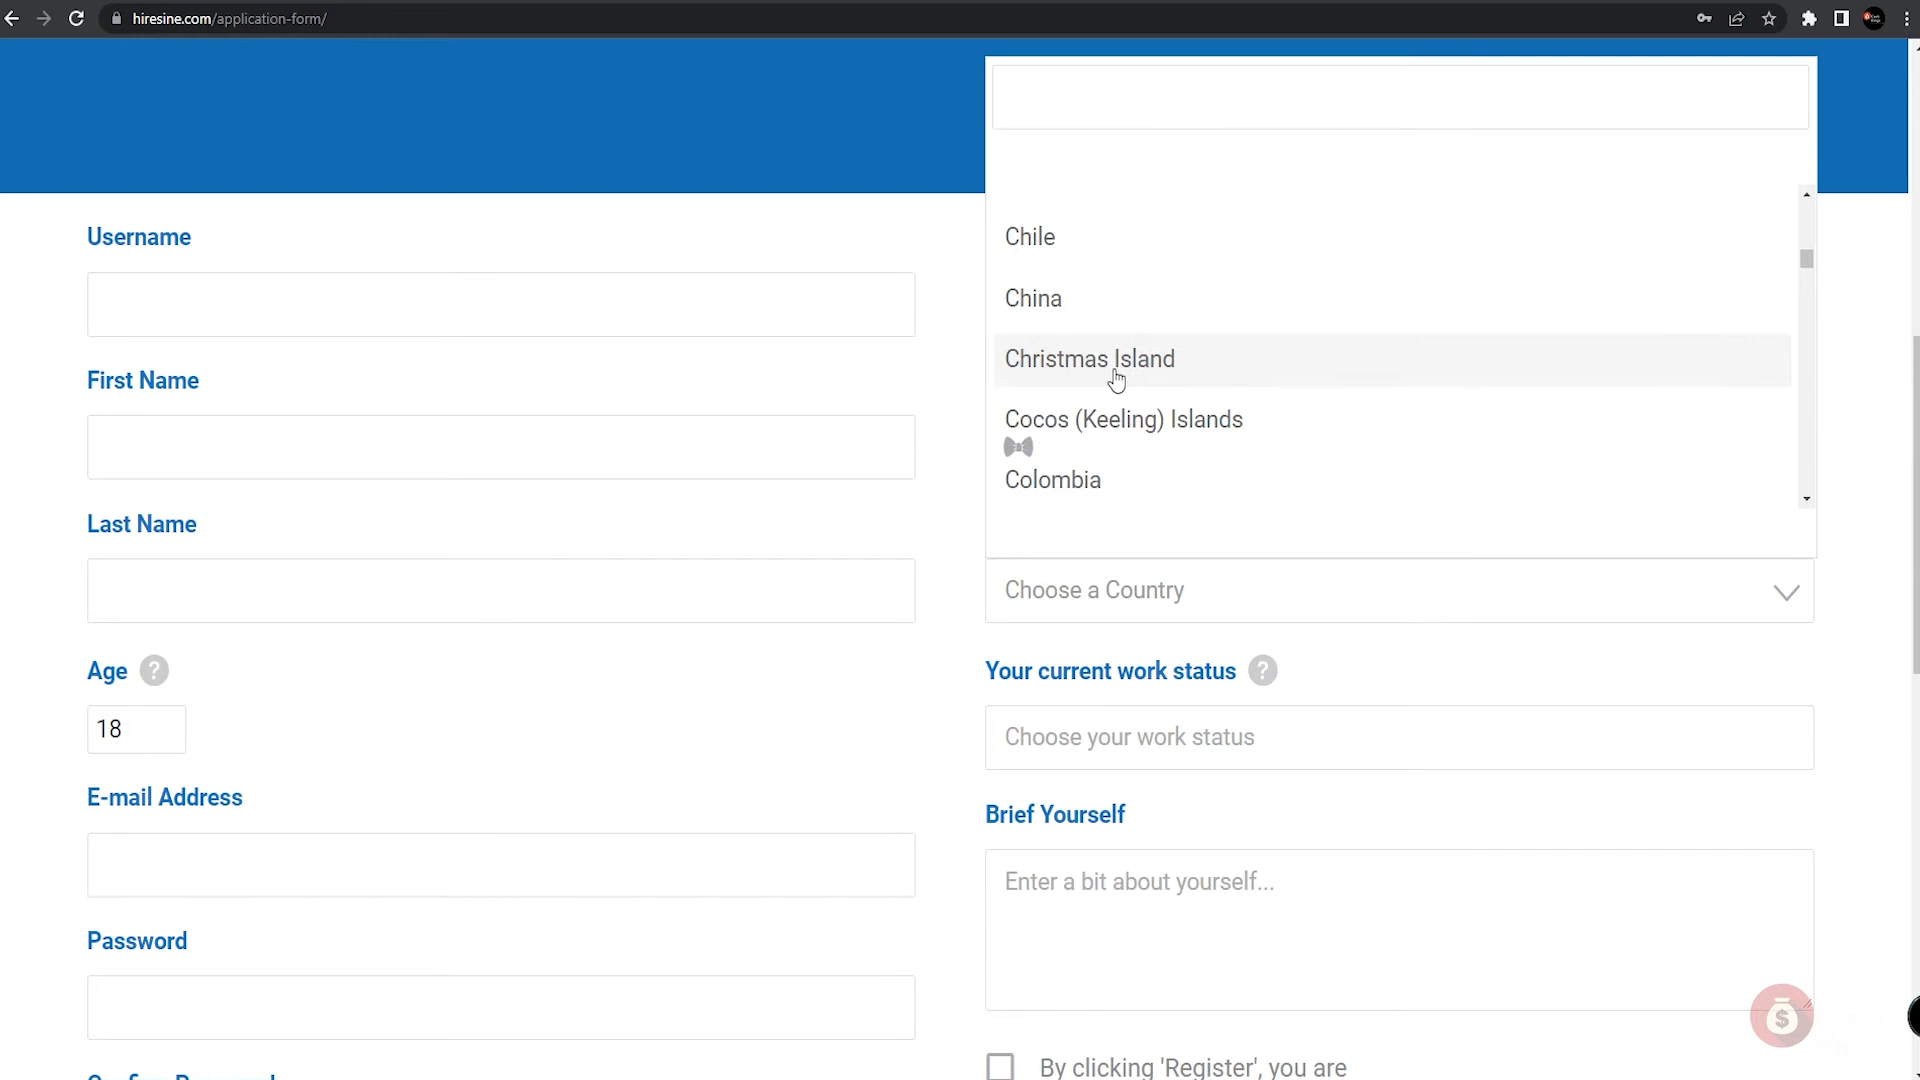 hiresine.com/application-form/
Username
First Name
Last Name
Age ?
18
E-mail Address
Password
Chile
China
Christmas Island
Cocos (Keeling) Islands
Colombia
Choose a Country
Your current work status ?
Choose your work status
Brief Yourself
Enter a bit about yourself...
$
By clicking 'Register', you are